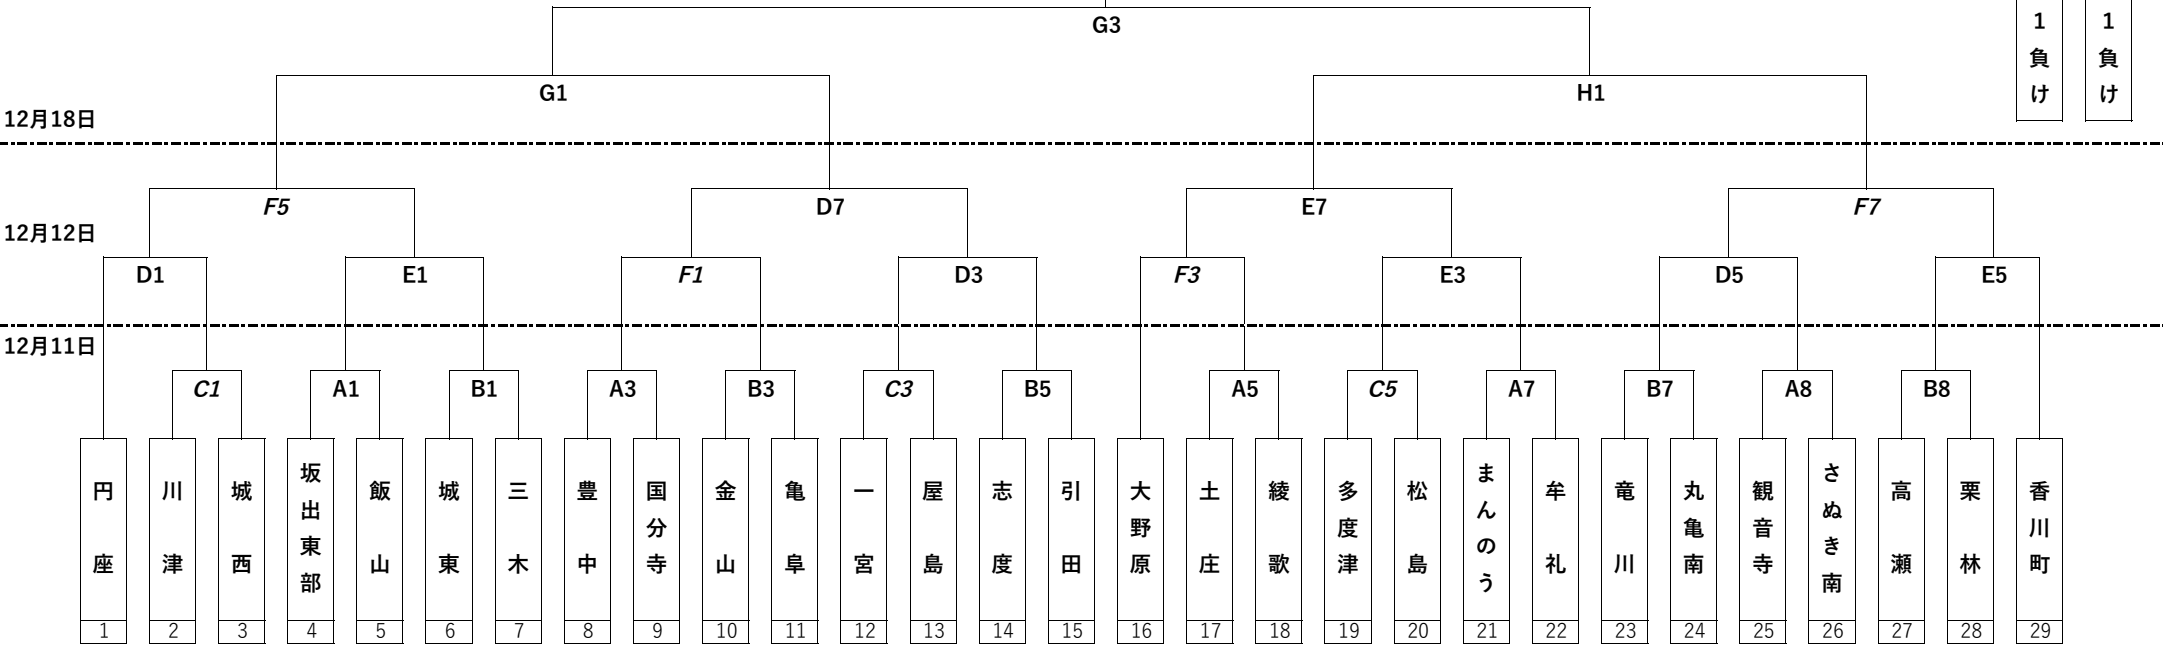 G3
1負け
1負け
G1
H1
12月18日
F5
D7
E7
F7
12月12日
D1
E1
F1
D3
F3
E3
D5
E5
12月11日
C1
A1
B1
A3
B3
C3
B5
A5
C5
A7
B7
A8
B8
円座
川津
城西
坂出東部
飯山
城東
三木
豊中
国分寺
金山
亀阜
一宮
屋島
志度
引田
大野原
土庄
綾歌
多度津
松島
まんのう
牟礼
竜川
丸亀南
観音寺
さぬき南
高瀬
栗林
香川町
1 2 3 4 5 6 7 8 9 10 11 12 13 14 15 16 17 18 19 20 21 22 23 24 25 26 27 28 29